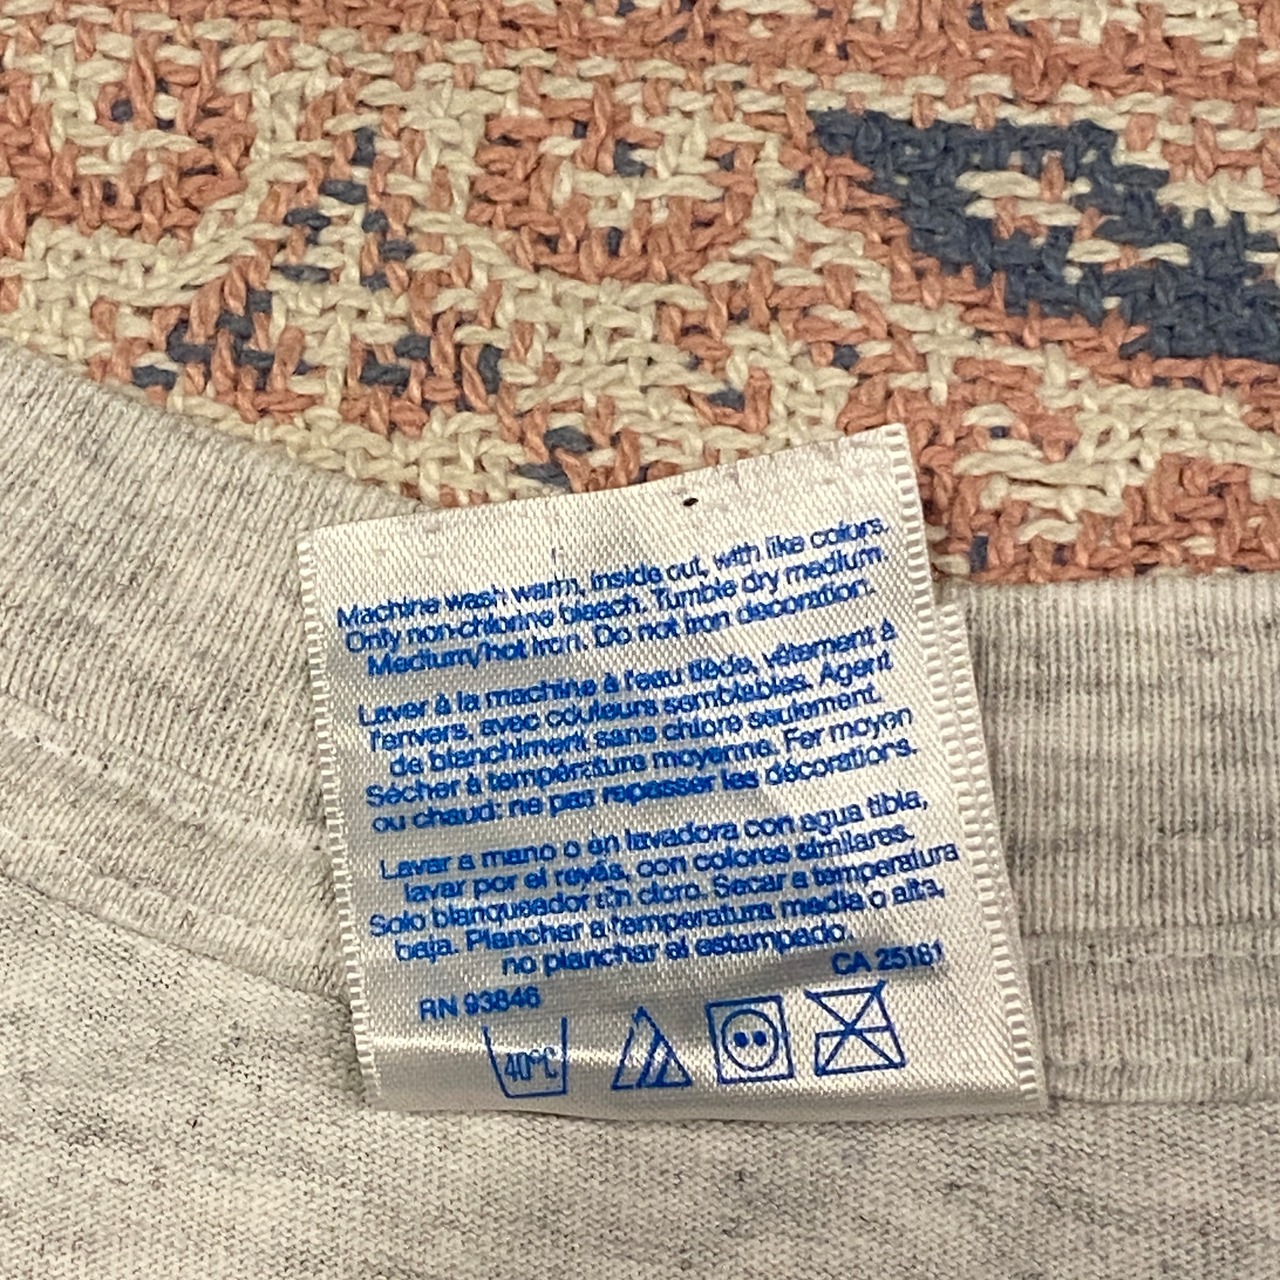 Machine wash warm, inside out, with like colors.
Only non-chlorine bleach. Tumble dry medium.
Medium/hot iron. Do not iron decoration.
Laver à la machine à l'eau tiède, vêtement à
l'envers, avec couleurs semblables. Agent
de blanchiment sans chlore seulement.
Sécher à température moyenne. Fer moyen
ou chaud: ne pas repasser les décorations.
Lavar a mano o en lavadora con agua tibia,
lavar por el revés, con colores similares.
Solo blanqueador sin cloro. Secar a temperatura
baja. Planchar a temperatura media o alta,
no planchar al estampado.
RN 93846 CA 25181
40°C